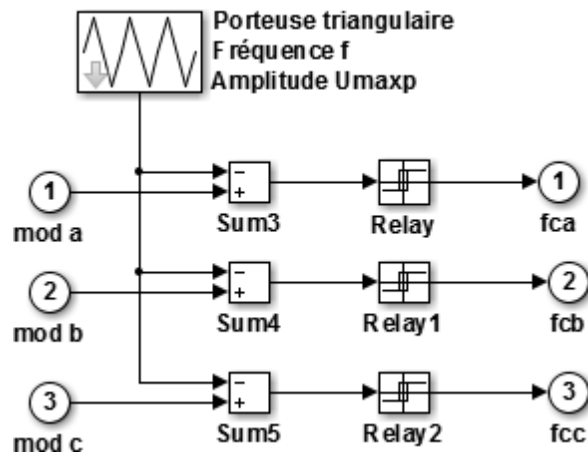 Porteuse triangulaire
Fréquence f
Amplitude Umaxp
1
mod a
-
+
Sum3
Relay
1
fca
2
mod b
-
+
Sum4
Relay1
2
fcb
3
mod c
-
+
Sum5
Relay2
3
fcc